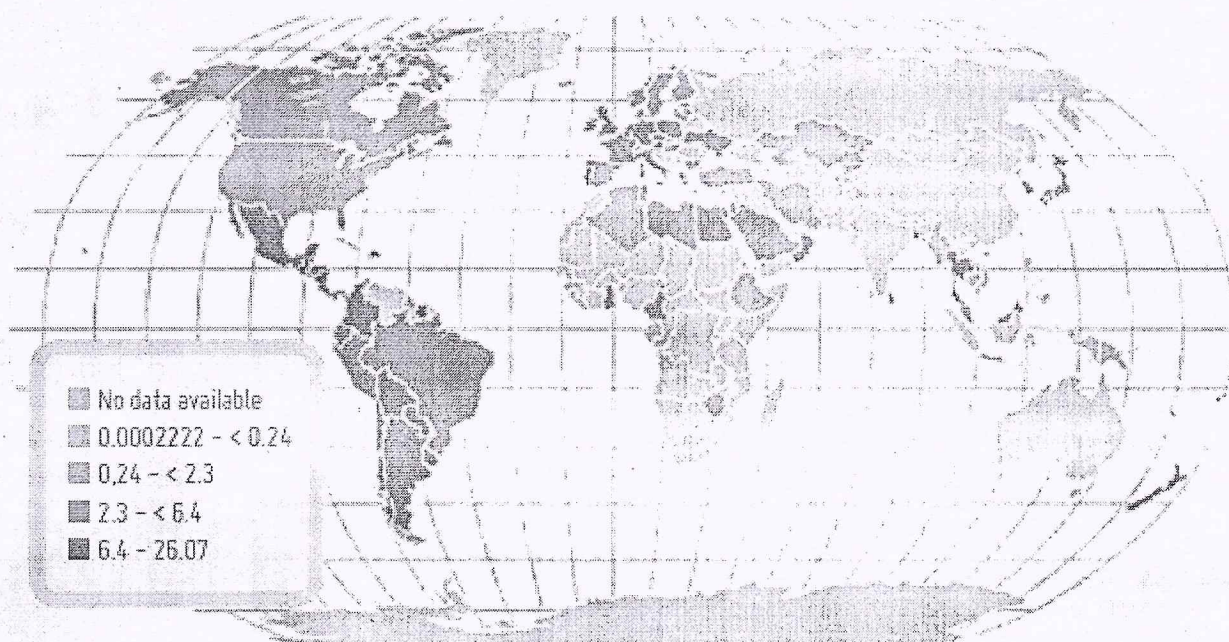 No data available
0.0002222 - < 0.24
0,24 - < 2.3
2.3 - < 6.4
6.4 - 26.07